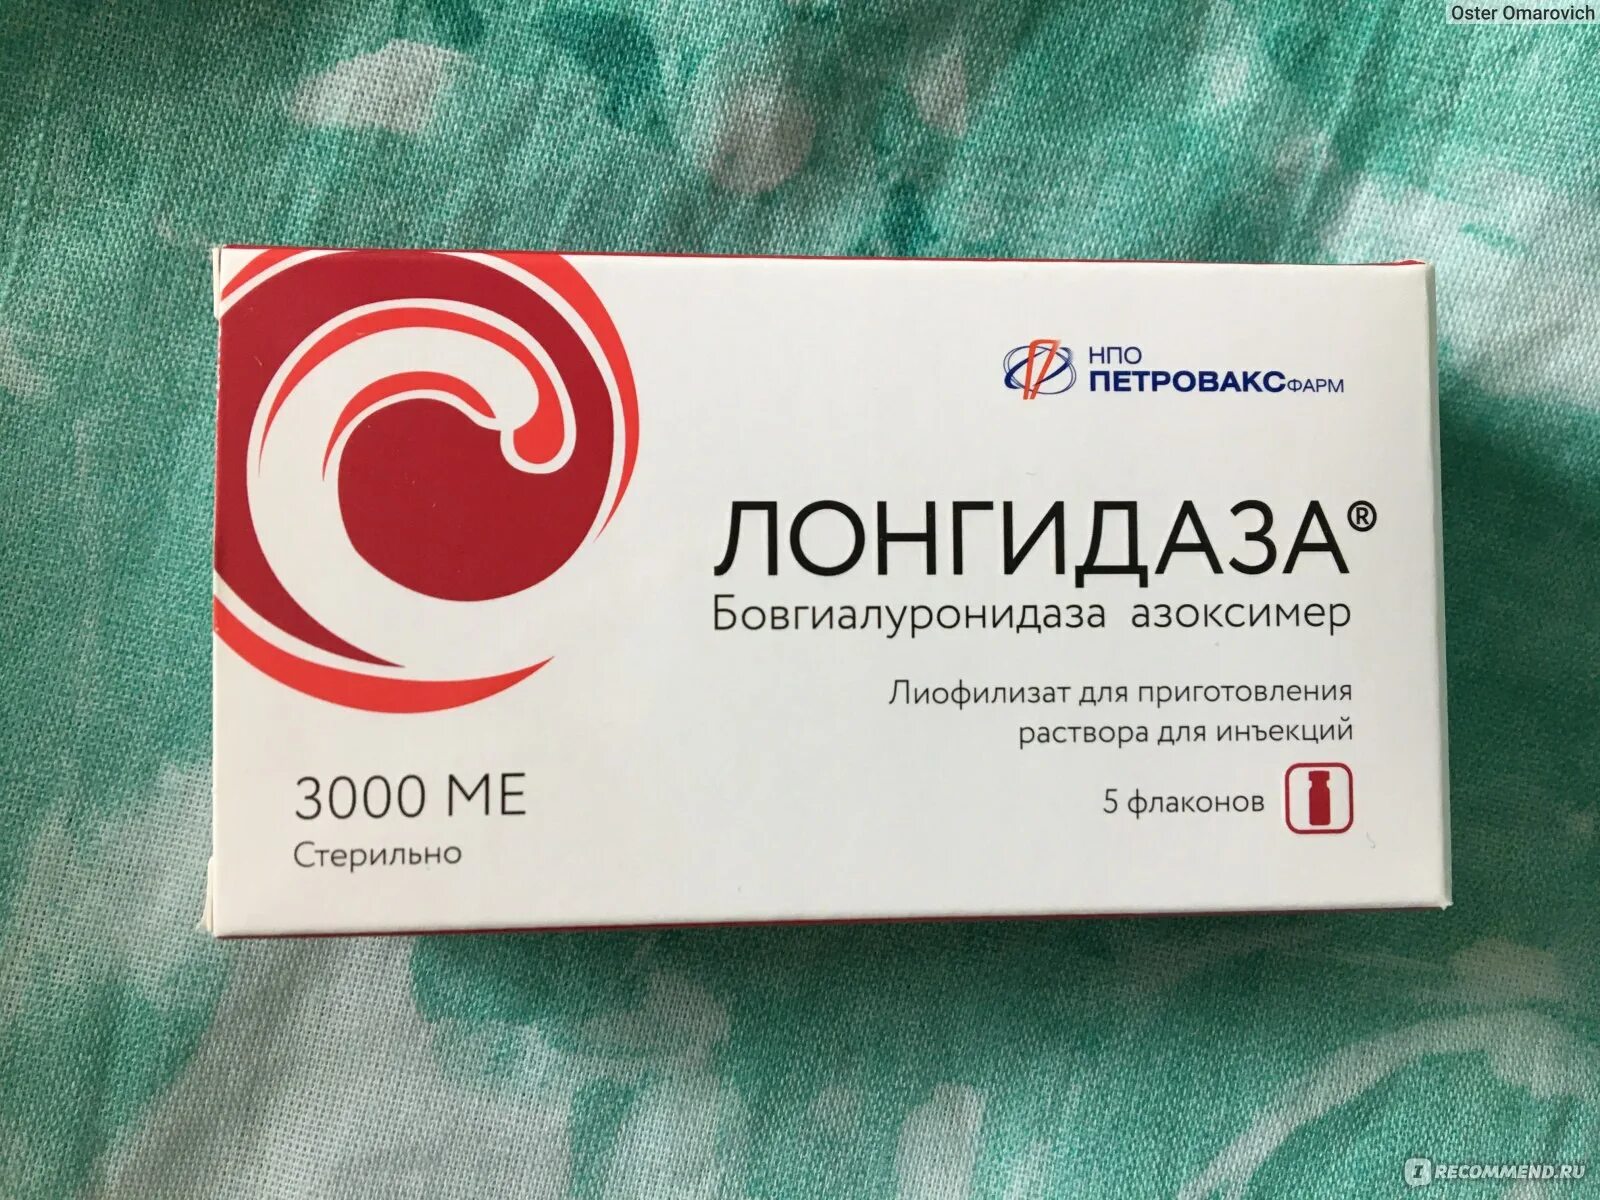 Oster Omarovich
НПО
ПЕТРОВАКСФАРМ
ЛОНГИДАЗА®
Бовгиалуронидаза азоксимер
Лиофилизат для приготовления
раствора для инъекций
5 флаконов
3000 МЕ
Стерильно
I RECOMMEND.RU